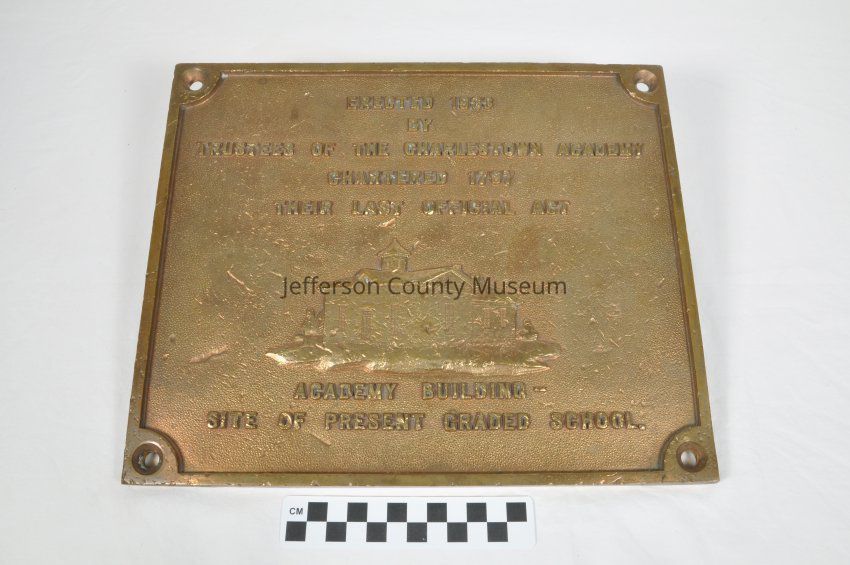 ERECTED
BY
TRUSTEES OF THE CHARLESTOWN ACADEMY
CHARTERED
THEIR LAST OFFICIAL ACT
Jefferson County Museum
ACADEMY BUILDING-
SITE OF PRESENT GRADED SCHOOL.
CM